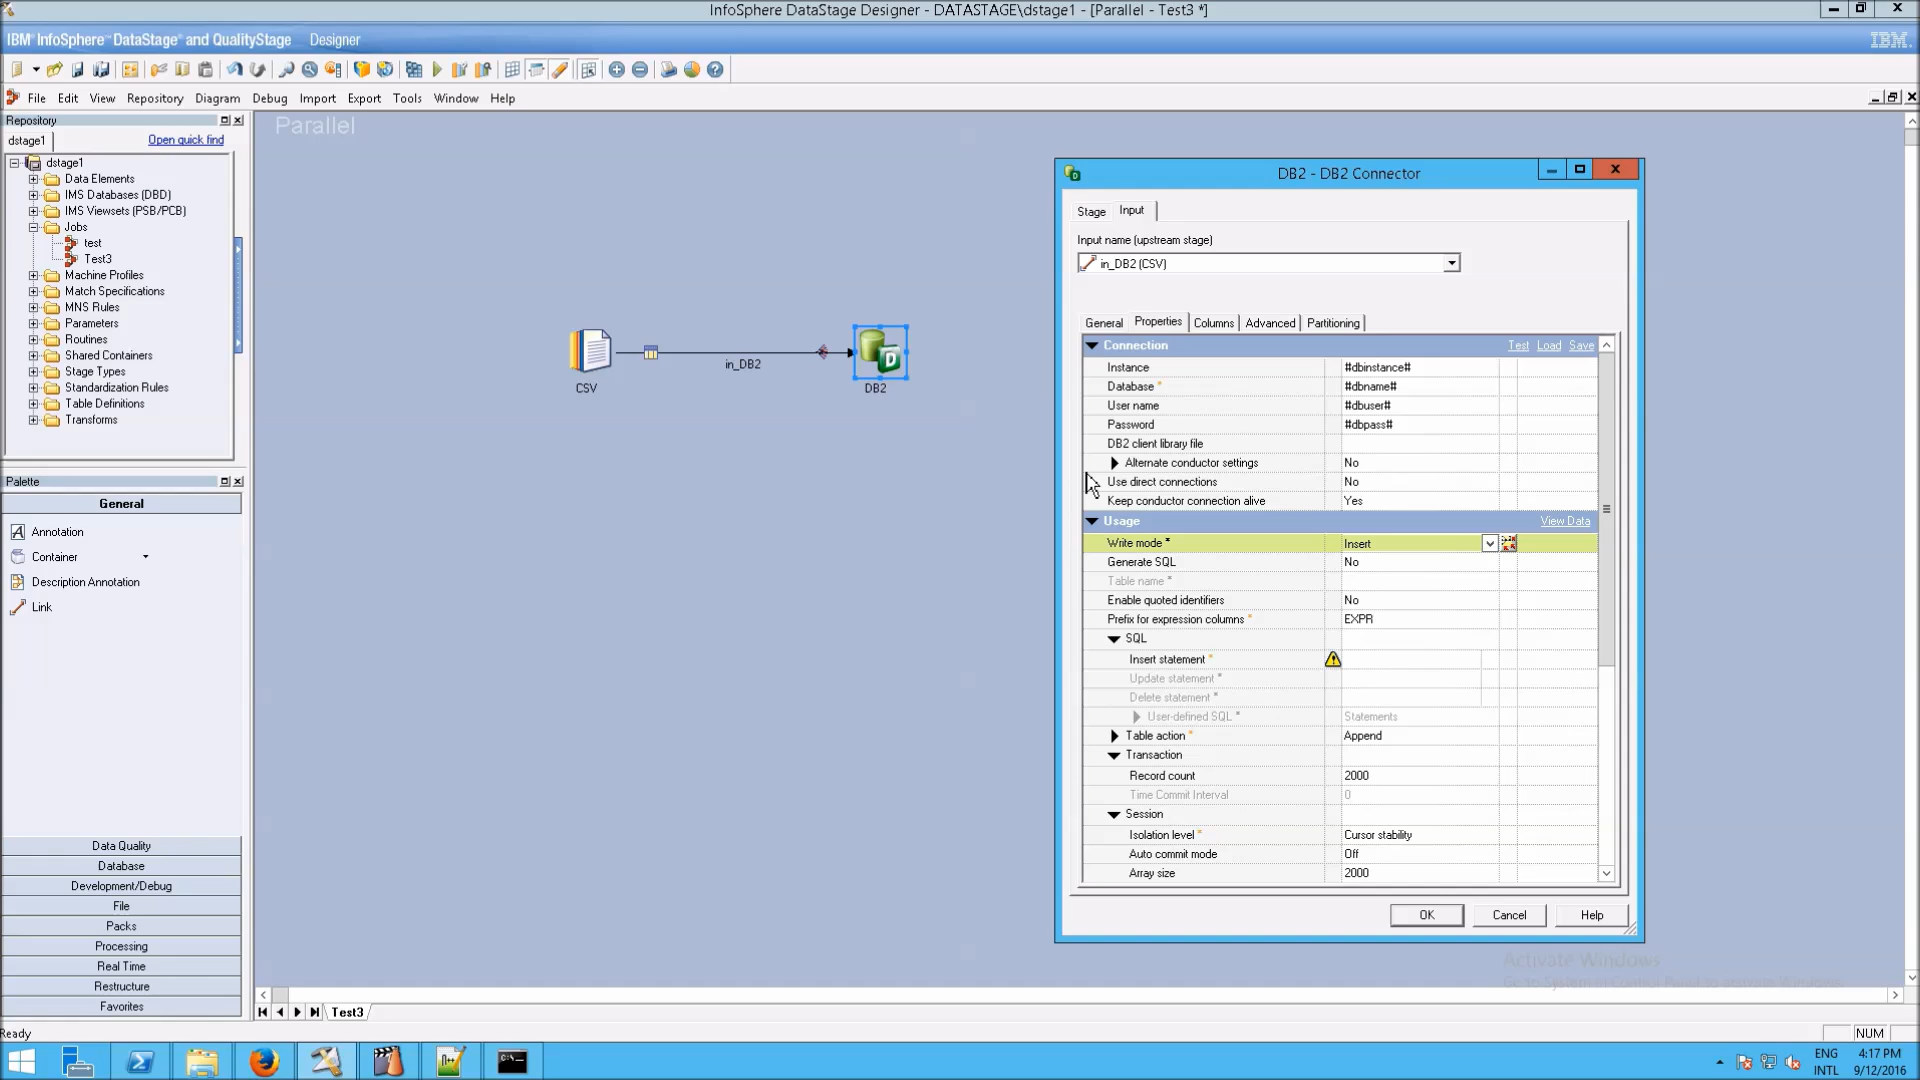 InfoSphere DataStage Designer - DATASTAGE\dstage1 - [Parallel - Test3 *]
IBM InfoSphere™ DataStage® and QualityStage Designer
IBM.
File Edit View Repository Diagram Debug Import Export Tools Window Help
Repository
dstage1 Open quick find
dstage1
Data Elements
IMS Databases (DBD)
IMS Viewsets (PSB/PCB)
Jobs
test
Test3
Machine Profiles
Match Specifications
MNS Rules
Parameters
Routines
Shared Containers
Stage Types
Standardization Rules
Table Definitions
Transforms
Palette
General
Annotation
Container
Description Annotation
Link
Data Quality
Database
Development/Debug
File
Packs
Processing
Real Time
Restructure
Favorites
Parallel
CSV
in_DB2
DB2
Test3
DB2 - DB2 Connector
Stage Input
Input name (upstream stage)
in_DB2 (CSV)
General Properties Columns Advanced Partitioning
Connection Test Load Save
Instance #dbinstance#
Database * #dbname#
User name #dbuser#
Password #dbpass#
DB2 client library file
Alternate conductor settings No
Use direct connections No
Keep conductor connection alive Yes
Usage View Data
Write mode * Insert
Generate SQL No
Table name *
Enable quoted identifiers No
Prefix for expression columns * EXPR
SQL
Insert statement *
Update statement *
Delete statement *
User-defined SQL * Statements
Table action * Append
Transaction
Record count 2000
Time Commit Interval 0
Session
Isolation level * Cursor stability
Auto commit mode Off
Array size 2000
OK Cancel Help
Activate Windows
Go to System in Control Panel to activate Windows.
Ready
NUM
ENG
INTL
4:17 PM
9/12/2016